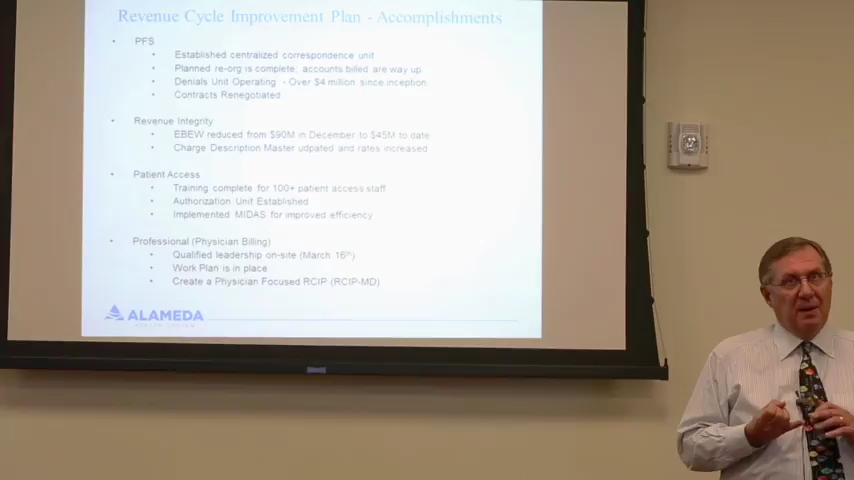 Revenue Cycle Improvement Plan - Accomplishments
• PFS
• Established centralized correspondence unit
• Planned re-org is complete; accounts billed are way up
• Denials Unit Operating - Over $4 million since inception
• Contracts Renegotiated
• Revenue Integrity
• EBEW reduced from $90M in December to $45M to date
• Charge Description Master udpated and rates increased
• Patient Access
• Training complete for 100+ patient access staff
• Authorization Unit Established
• Implemented MIDAS for improved efficiency
• Professional (Physician Billing)
• Qualified leadership on-site (March 16th)
• Work Plan is in place
• Create a Physician Focused RCIP (RCIP-MD)
ALAMEDA
HEALTH SYSTEM